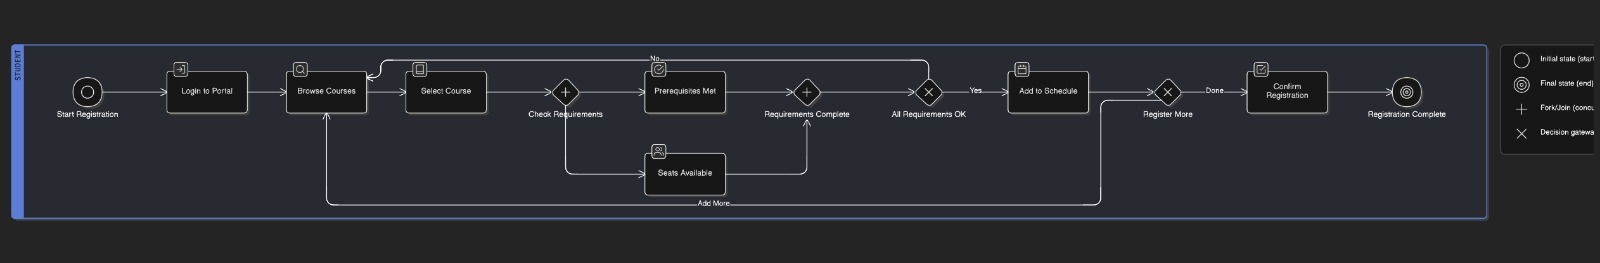 STUDENT
Start Registration
Login to Portal
Browse Courses
Select Course
Check Requirements
No
Prerequisites Met
Seats Available
Requirements Complete
All Requirements OK
Yes
Add to Schedule
Register More
Add More
Done
Confirm
Registration
Registration Complete
Initial state (start
Final state (end)
Fork/Join (concu
Decision gatewa